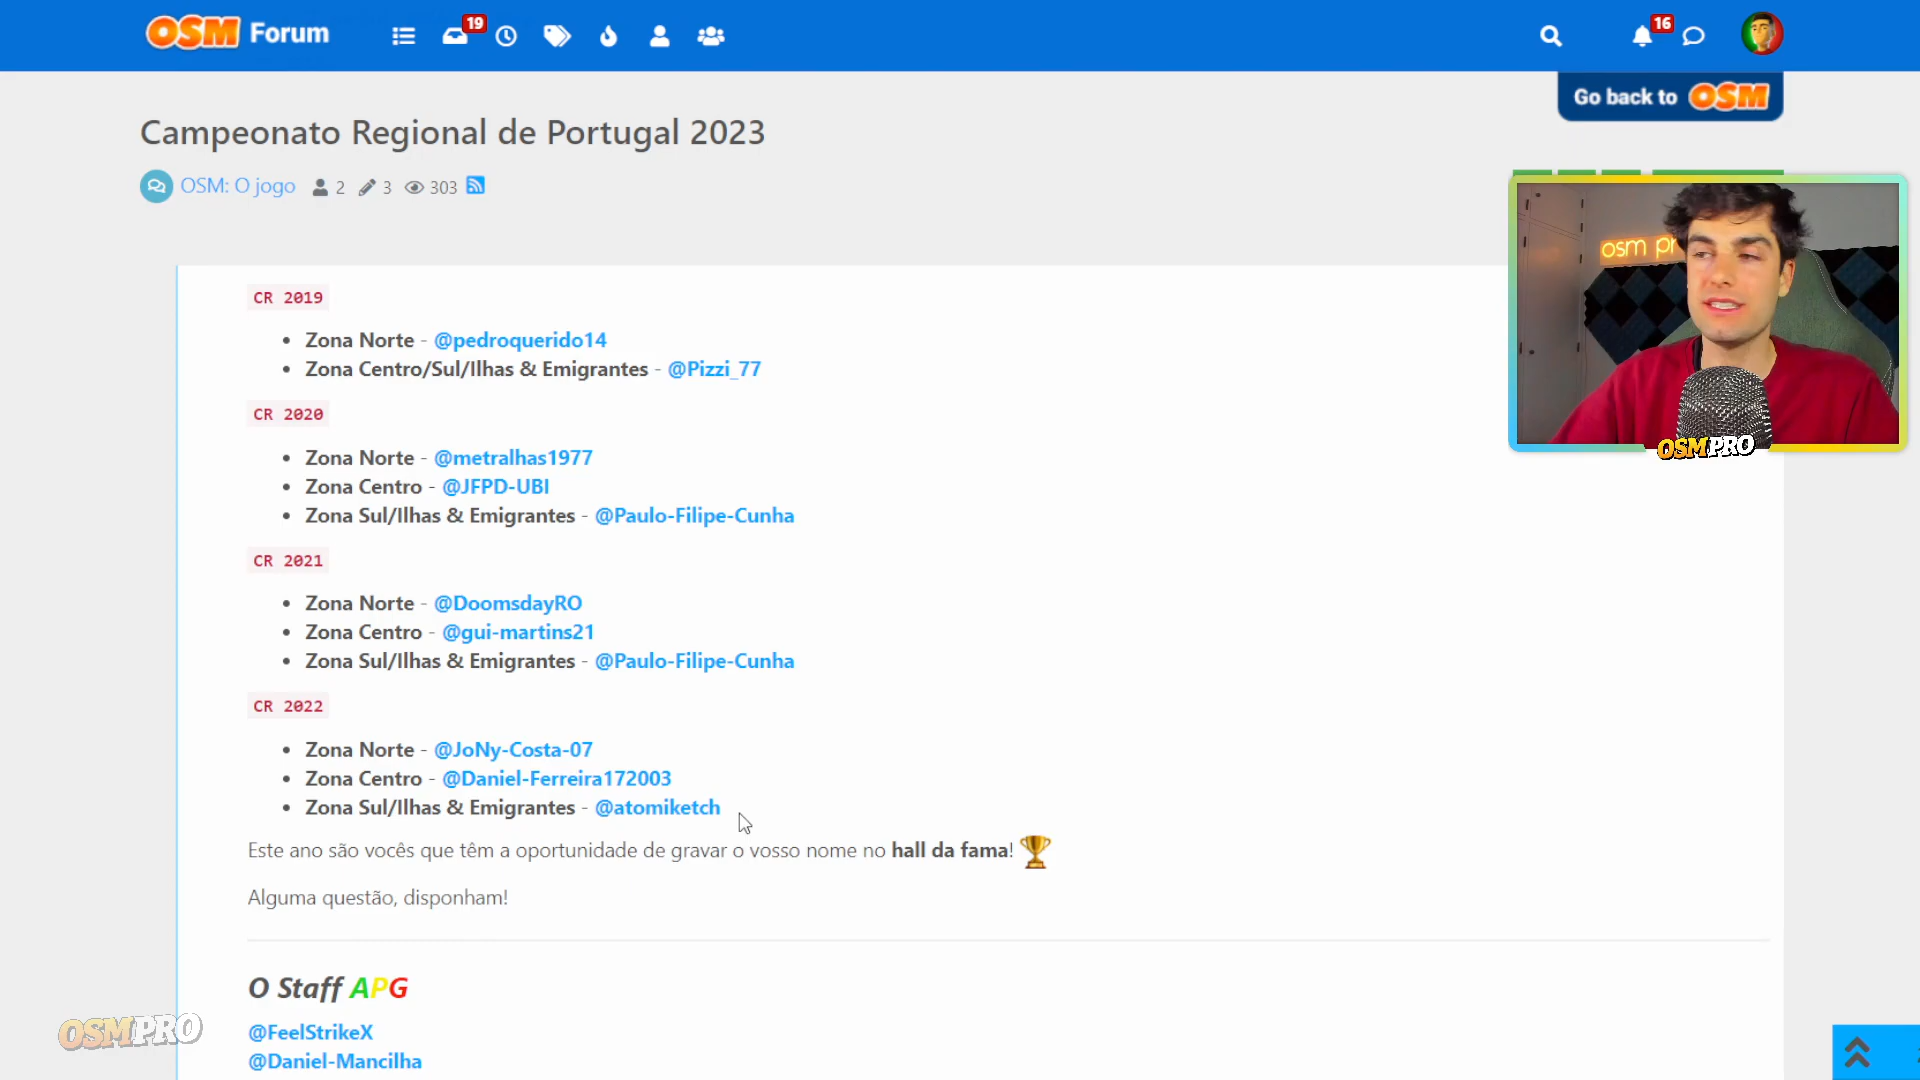 OSM Forum
19
16
Go back to OSM
Campeonato Regional de Portugal 2023
OSM: O jogo 2 3 303
CR 2019
• Zona Norte - @pedroquerido14
• Zona Centro/Sul/Ilhas & Emigrantes - @Pizzi_77
CR 2020
• Zona Norte - @metralhas1977
• Zona Centro - @JFPD-UBI
• Zona Sul/Ilhas & Emigrantes - @Paulo-Filipe-Cunha
CR 2021
• Zona Norte - @DoomsdayRO
• Zona Centro - @gui-martins21
• Zona Sul/Ilhas & Emigrantes - @Paulo-Filipe-Cunha
CR 2022
• Zona Norte - @JoNy-Costa-07
• Zona Centro - @Daniel-Ferreira172003
• Zona Sul/Ilhas & Emigrantes - @atomiketch
Este ano são vocês que têm a oportunidade de gravar o vosso nome no hall da fama!
Alguma questão, disponham!
O Staff APG
@FeelStrikeX
@Daniel-Mancilha
osm pr
OSMPRO
OSMPRO